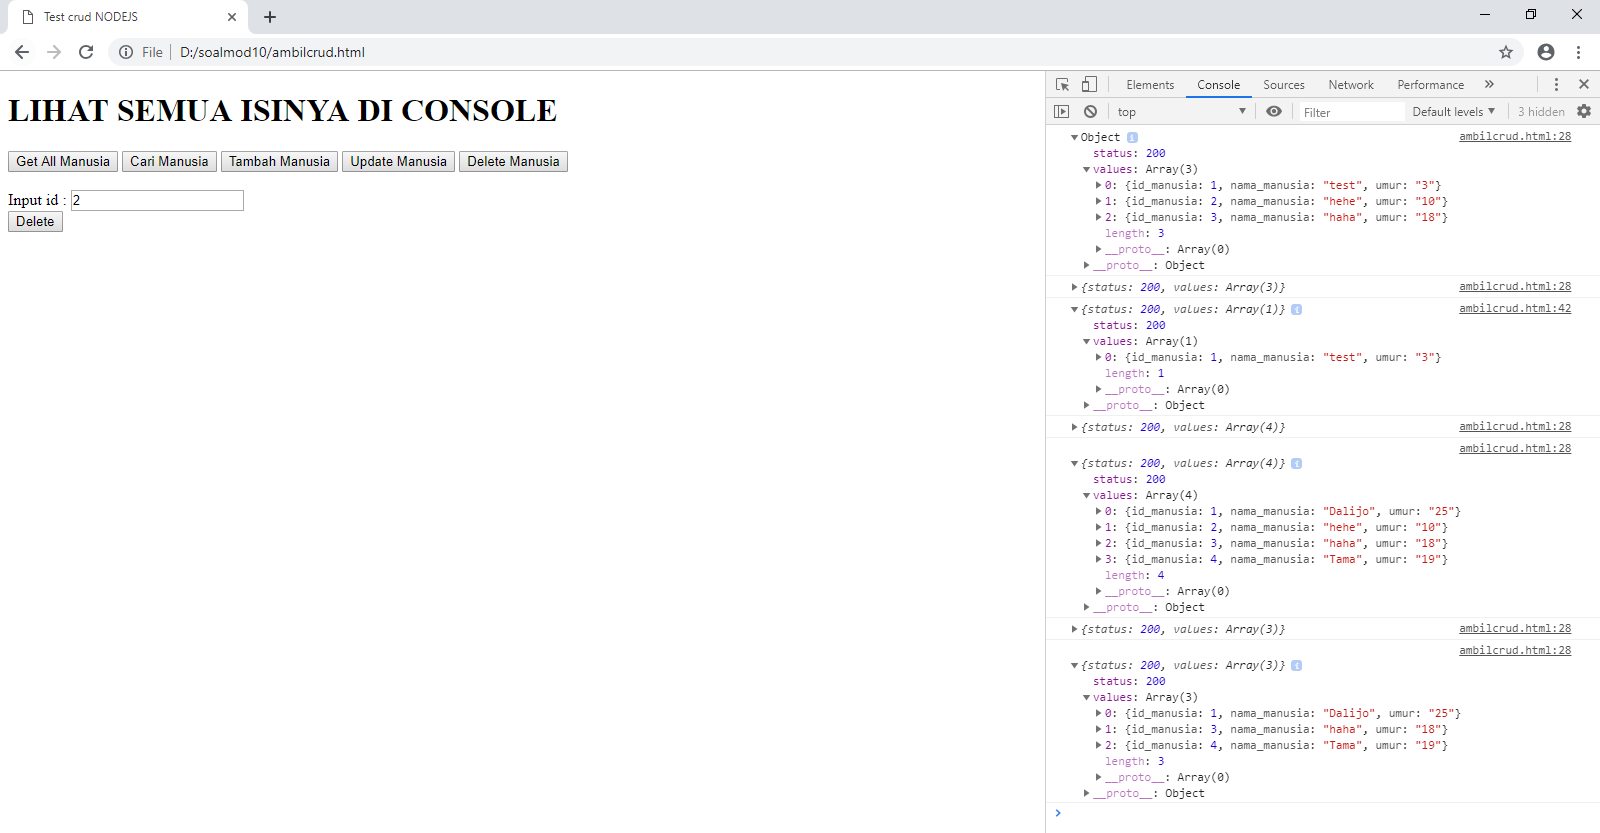 Test crud NODEJS
File
D:/soalmod10/ambilcrud.html
LIHAT SEMUA ISINYA DI CONSOLE
Get All Manusia Cari Manusia Tambah Manusia Update Manusia Delete Manusia
Input id : 2
Delete
Elements Console Sources Network Performance »
top Filter Default levels 3 hidden
Object i ambilcrud.html:28
status: 200
values: Array(3)
0: {id_manusia: 1, nama_manusia: "test", umur: "3"}
1: {id_manusia: 2, nama_manusia: "hehe", umur: "10"}
2: {id_manusia: 3, nama_manusia: "haha", umur: "18"}
length: 3
__proto__: Array(0)
__proto__: Object
{status: 200, values: Array(3)} ambilcrud.html:28
{status: 200, values: Array(1)} i ambilcrud.html:42
status: 200
values: Array(1)
0: {id_manusia: 1, nama_manusia: "test", umur: "3"}
length: 1
__proto__: Array(0)
__proto__: Object
{status: 200, values: Array(4)} ambilcrud.html:28
ambilcrud.html:28
{status: 200, values: Array(4)} i
status: 200
values: Array(4)
0: {id_manusia: 1, nama_manusia: "Dalijo", umur: "25"}
1: {id_manusia: 2, nama_manusia: "hehe", umur: "10"}
2: {id_manusia: 3, nama_manusia: "haha", umur: "18"}
3: {id_manusia: 4, nama_manusia: "Tama", umur: "19"}
length: 4
__proto__: Array(0)
__proto__: Object
{status: 200, values: Array(3)} ambilcrud.html:28
ambilcrud.html:28
{status: 200, values: Array(3)} i
status: 200
values: Array(3)
0: {id_manusia: 1, nama_manusia: "Dalijo", umur: "25"}
1: {id_manusia: 3, nama_manusia: "haha", umur: "18"}
2: {id_manusia: 4, nama_manusia: "Tama", umur: "19"}
length: 3
__proto__: Array(0)
__proto__: Object